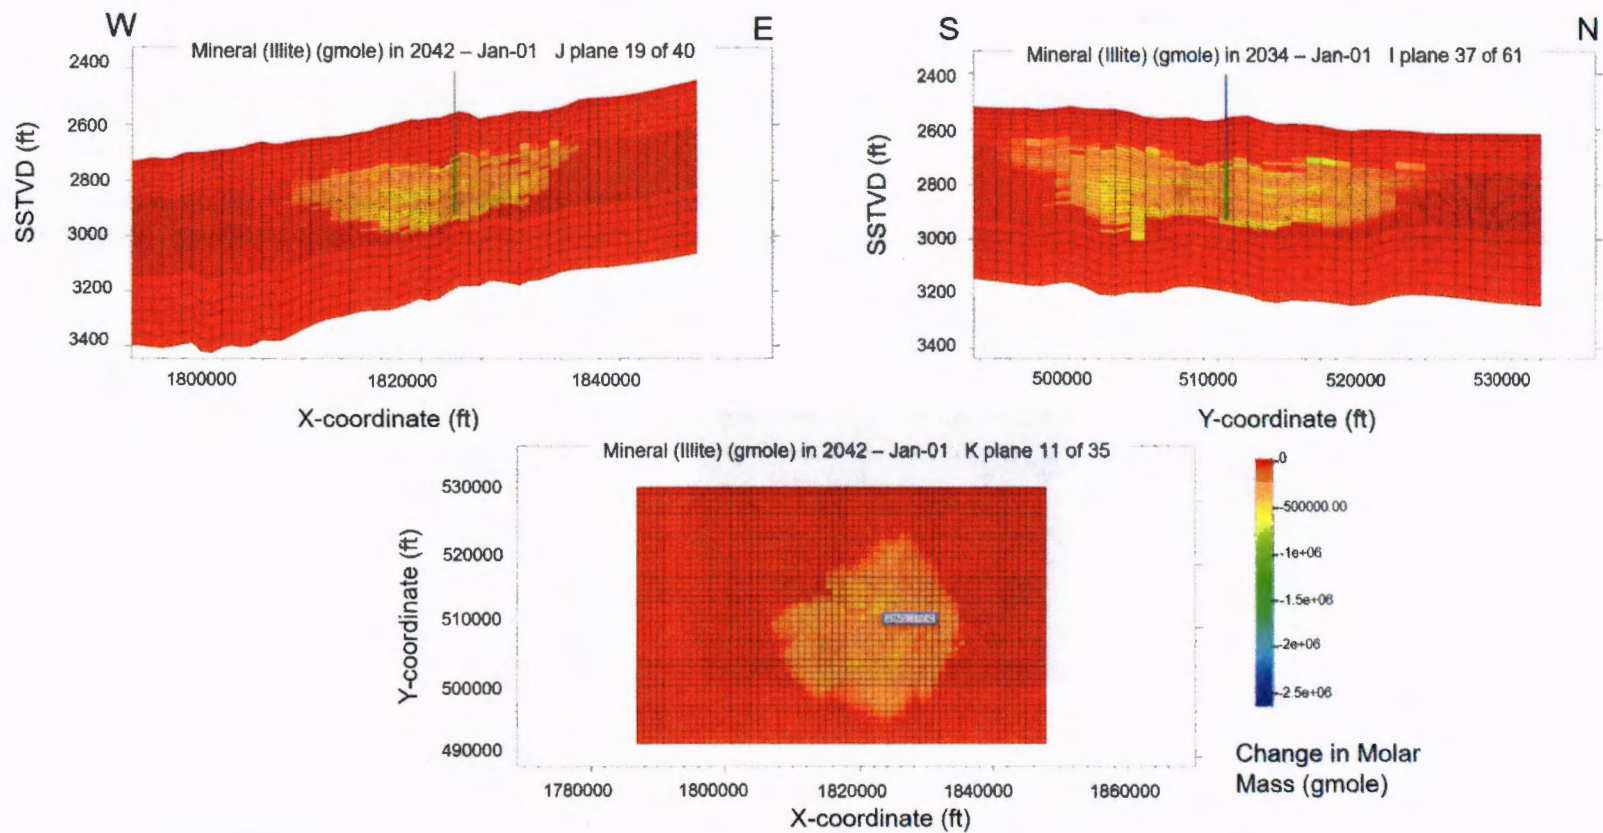 W
E
Mineral (Illite) (gmole) in 2042 – Jan-01 J plane 19 of 40
SSTVD (ft)
2400
2600
2800
3000
3200
3400
1800000
1820000
1840000
X-coordinate (ft)
S
N
Mineral (Illite) (gmole) in 2034 – Jan-01 I plane 37 of 61
SSTVD (ft)
2400
2600
2800
3000
3200
3400
500000
510000
520000
530000
Y-coordinate (ft)
Mineral (Illite) (gmole) in 2042 – Jan-01 K plane 11 of 35
Y-coordinate (ft)
530000
520000
510000
500000
490000
1780000
1800000
1820000
1840000
1860000
X-coordinate (ft)
0
-500000.00
-1e+06
-1.5e+06
-2e+06
-2.5e+06
Change in Molar
Mass (gmole)